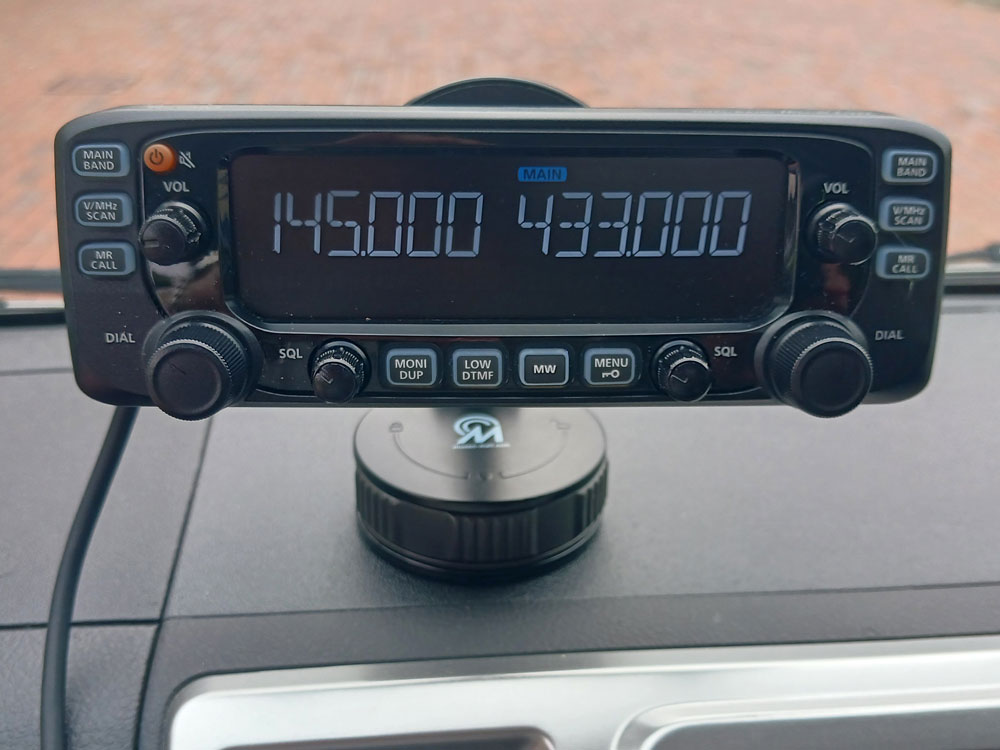 MAIN
BAND
VOL
MAIN
145.000 433.000
VOL
MAIN
BAND
V/MHz
SCAN
V/MHz
SCAN
MR
CALL
MR
CALL
DIAL
SQL
MONI
DUP
LOW
DTMF
MW
MENU
SQL
DIAL